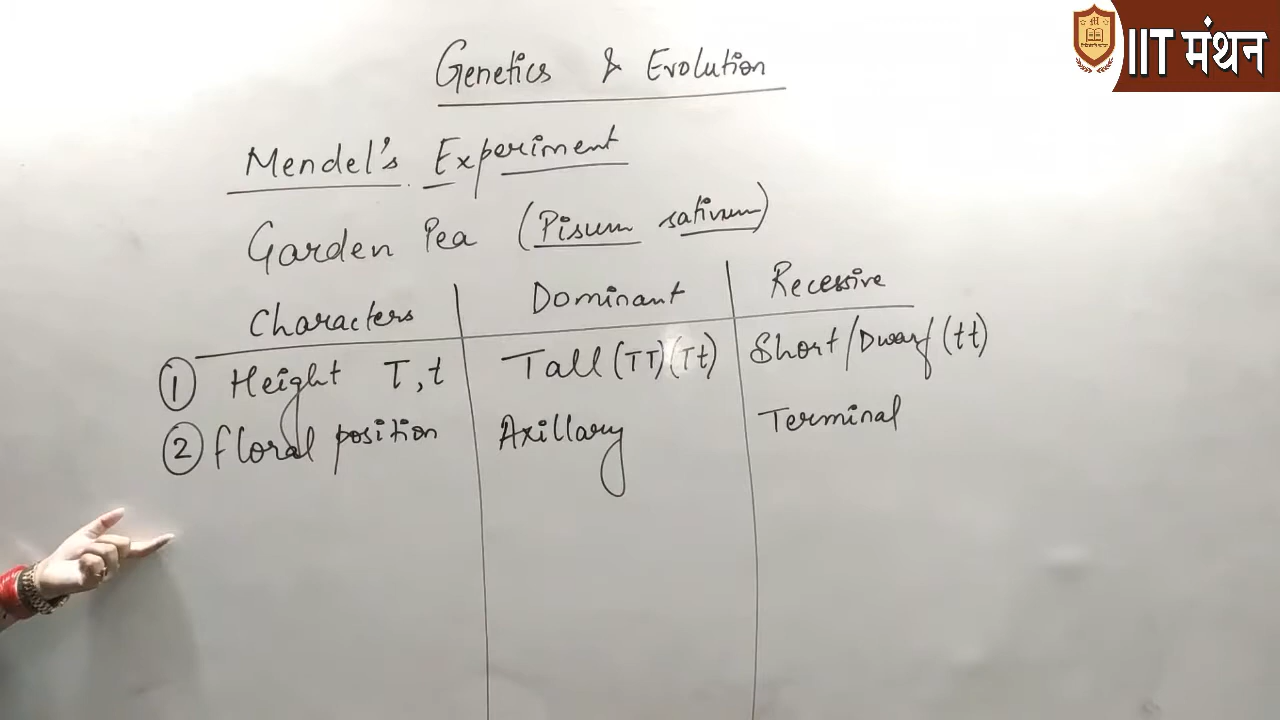 IIT मंथन
Genetics & Evolution
Mendel's Experiment
Garden Pea (Pisum sativum)
Characters Dominant Recessive
① Height T,t Tall (TT) (Tt) Short/Dwarf (tt)
② floral position Axillary Terminal